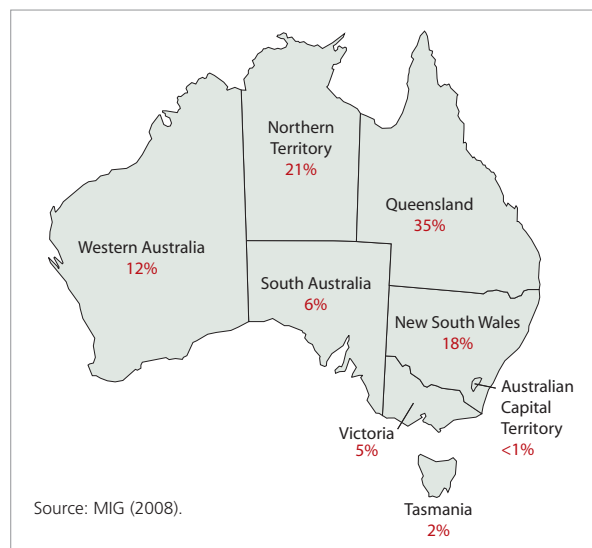 Northern
Territory
21%
Queensland
35%
Western Australia
12%
South Australia
6%
New South Wales
18%
Australian
Capital
Territory
<1%
Victoria
5%
Tasmania
2%
Source: MIG (2008).